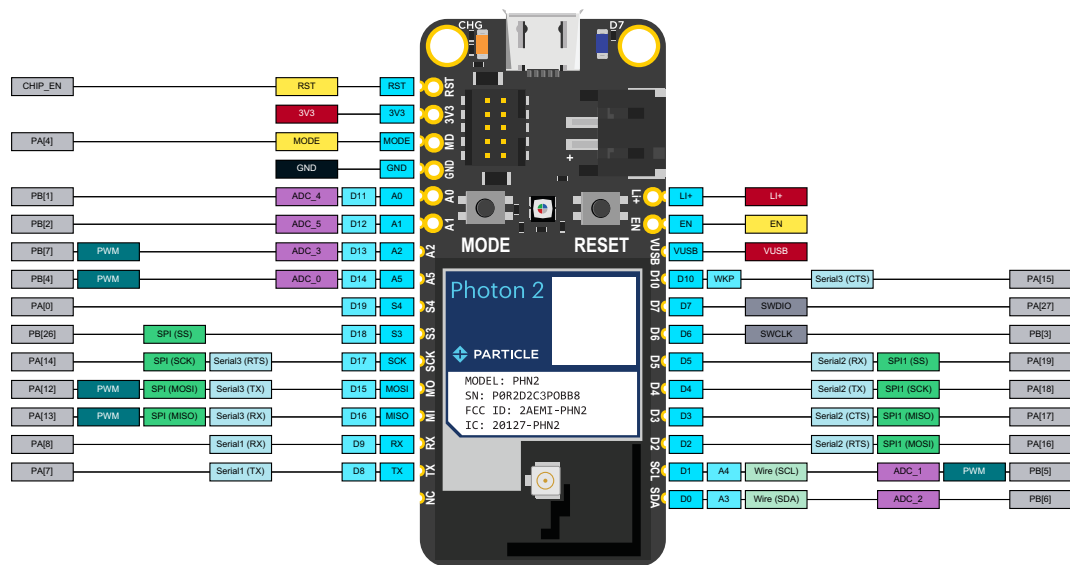 CHG D7
CHIP_EN RST RST RST
3V3 3V3 3V3
PA[4] MODE MODE MD
GND GND GND
PB[1] ADC_4 D11 A0 A0 Li+ LI+ LI+
PB[2] ADC_5 D12 A1 A1 EN EN EN
MODE RESET
PB[7] PWM ADC_3 D13 A2 A2 VUSB VUSB VUSB
PB[4] PWM ADC_0 D14 A5 A5 D10 D10 WKP Serial3 (CTS) PA[15]
PA[0] D19 S4 S4 D7 D7 SWDIO PA[27]
PB[26] SPI (SS) D18 S3 S3 D6 D6 SWCLK PB[3]
PA[14] SPI (SCK) Serial3 (RTS) D17 SCK SCK D5 D5 Serial2 (RX) SPI1 (SS) PA[19]
PA[12] PWM SPI (MOSI) Serial3 (TX) D15 MOSI MO D4 D4 Serial2 (TX) SPI1 (SCK) PA[18]
PA[13] PWM SPI (MISO) Serial3 (RX) D16 MISO MI D3 D3 Serial2 (CTS) SPI1 (MISO) PA[17]
PA[8] Serial1 (RX) D9 RX RX D2 D2 Serial2 (RTS) SPI1 (MOSI) PA[16]
PA[7] Serial1 (TX) D8 TX TX SCL D1 A4 Wire (SCL) ADC_1 PWM PB[5]
NC SDA D0 A3 Wire (SDA) ADC_2 PB[6]
+
Photon 2
PARTICLE
MODEL: PHN2
SN: P0R2D2C3POBB8
FCC ID: 2AEMI-PHN2
IC: 20127-PHN2